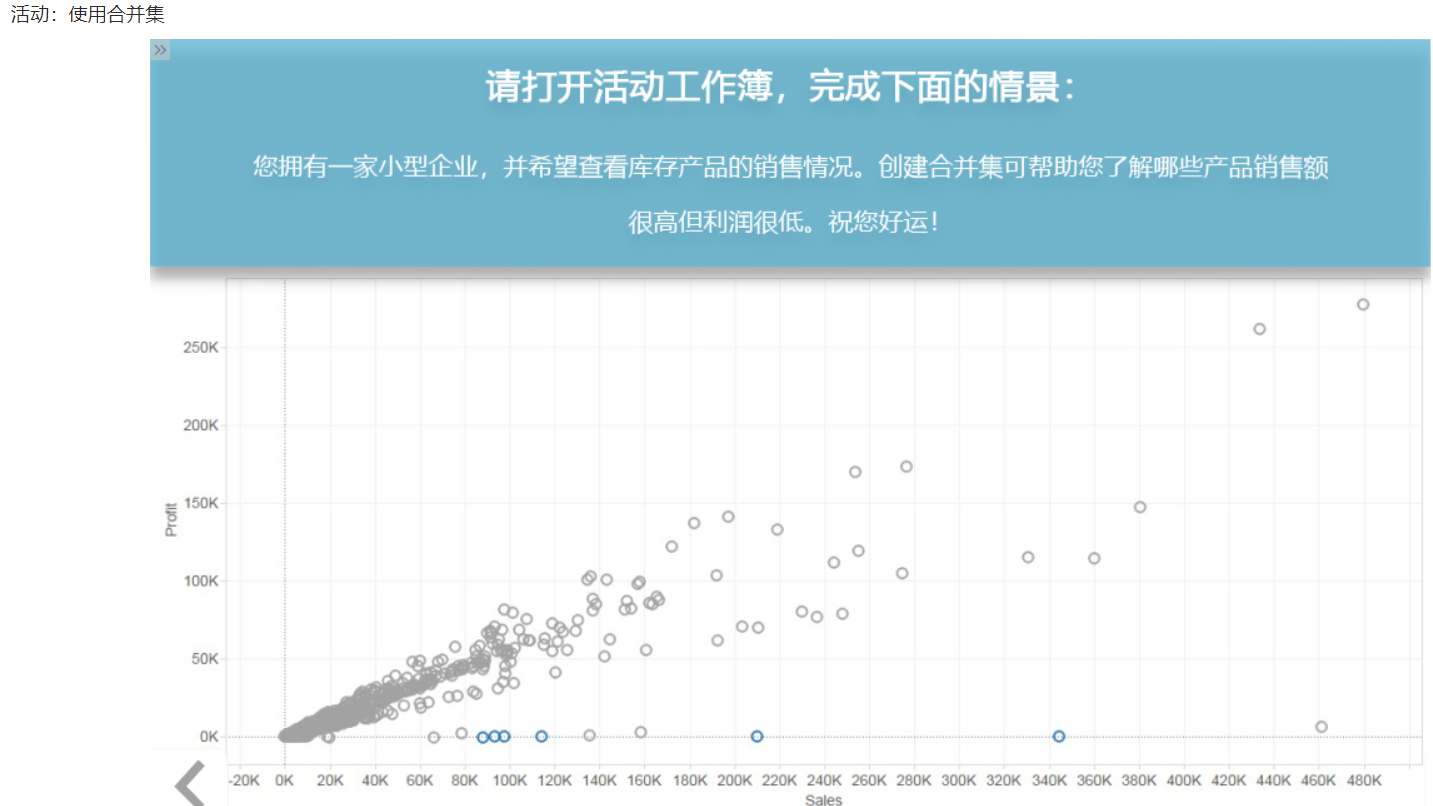 活动：使用合并集
»
请打开活动工作簿，完成下面的情景：
您拥有一家小型企业，并希望查看库存产品的销售情况。创建合并集可帮助您了解哪些产品销售额
很高但利润很低。祝您好运！
250K
200K
150K
Profit
100K
50K
0K
-20K 0K 20K 40K 60K 80K 100K 120K 140K 160K 180K 200K 220K 240K 260K 280K 300K 320K 340K 360K 380K 400K 420K 440K 460K 480K
Sales